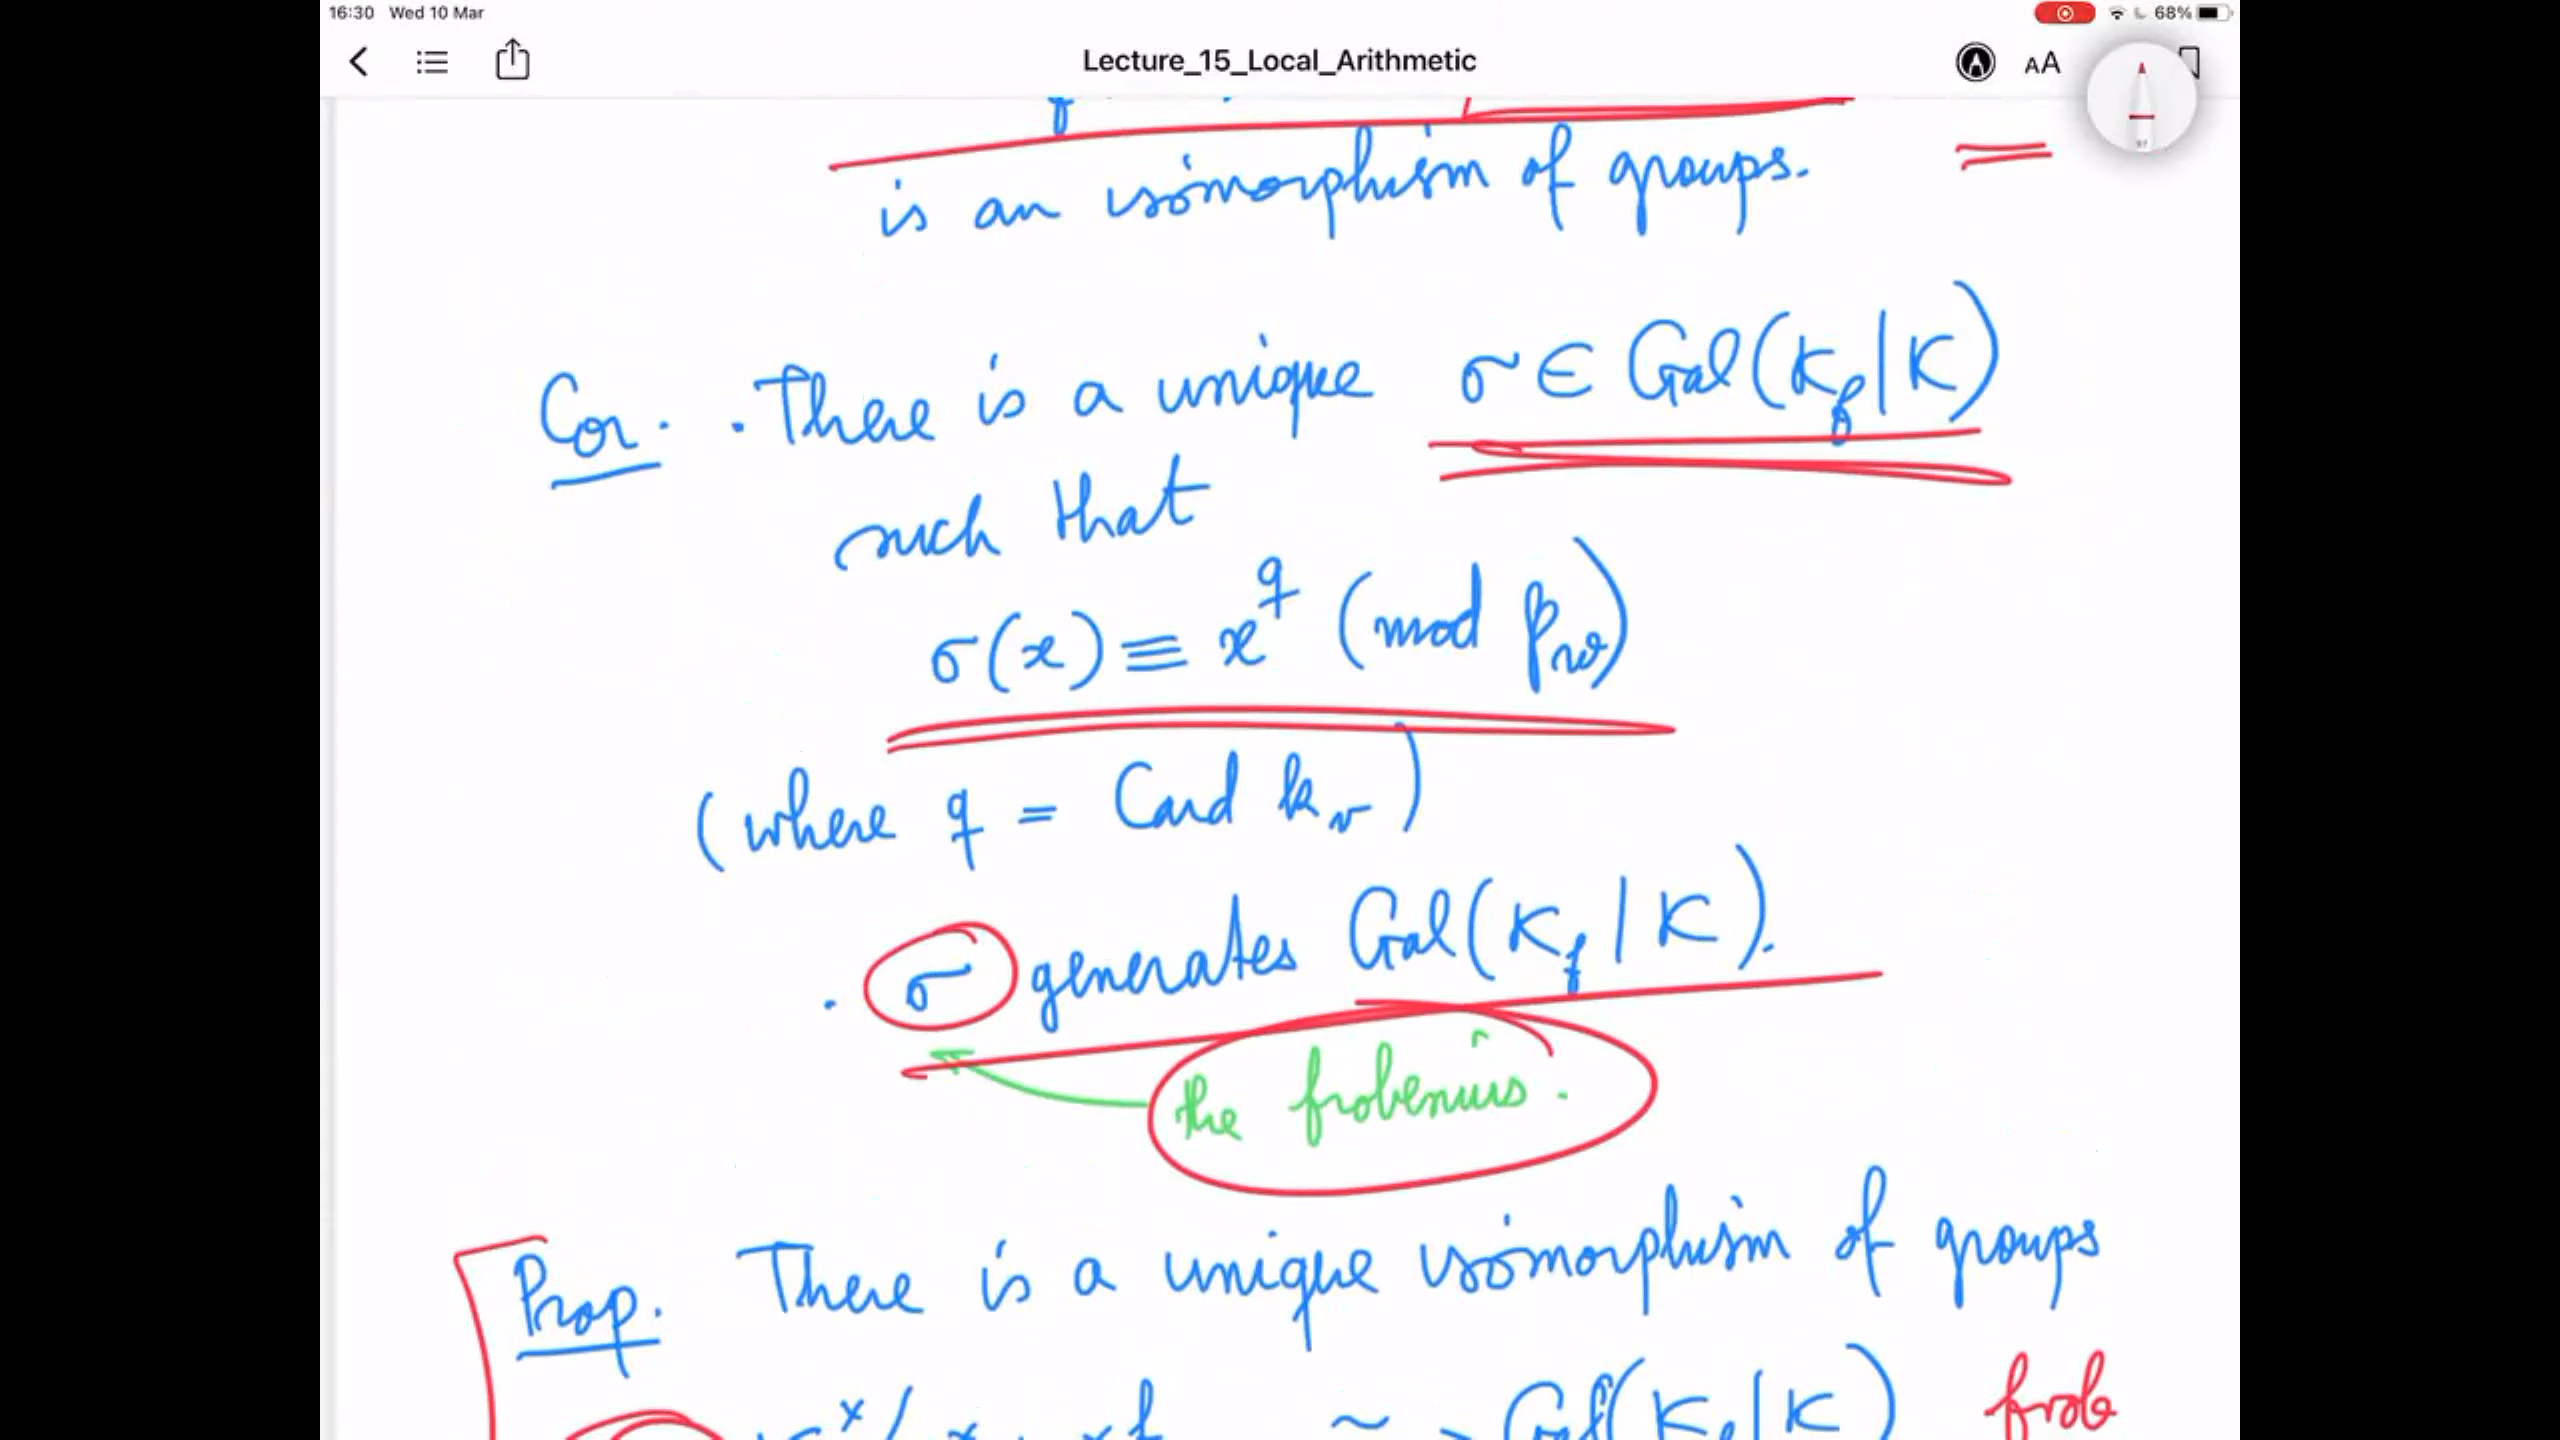 16:30 Wed 10 Mar
68%
Lecture_15_Local_Arithmetic
AA
is an isomorphism of groups.
Cor. . There is a unique σ ∈ Gal(K_f | K)
such that
σ(x) ≡ x^q (mod p_w)
(where q = Card k_v)
. σ generates Gal(K_f | K).
the frobenius.
Prop. There is a unique isomorphism of groups
Gal(K_f | K) frob